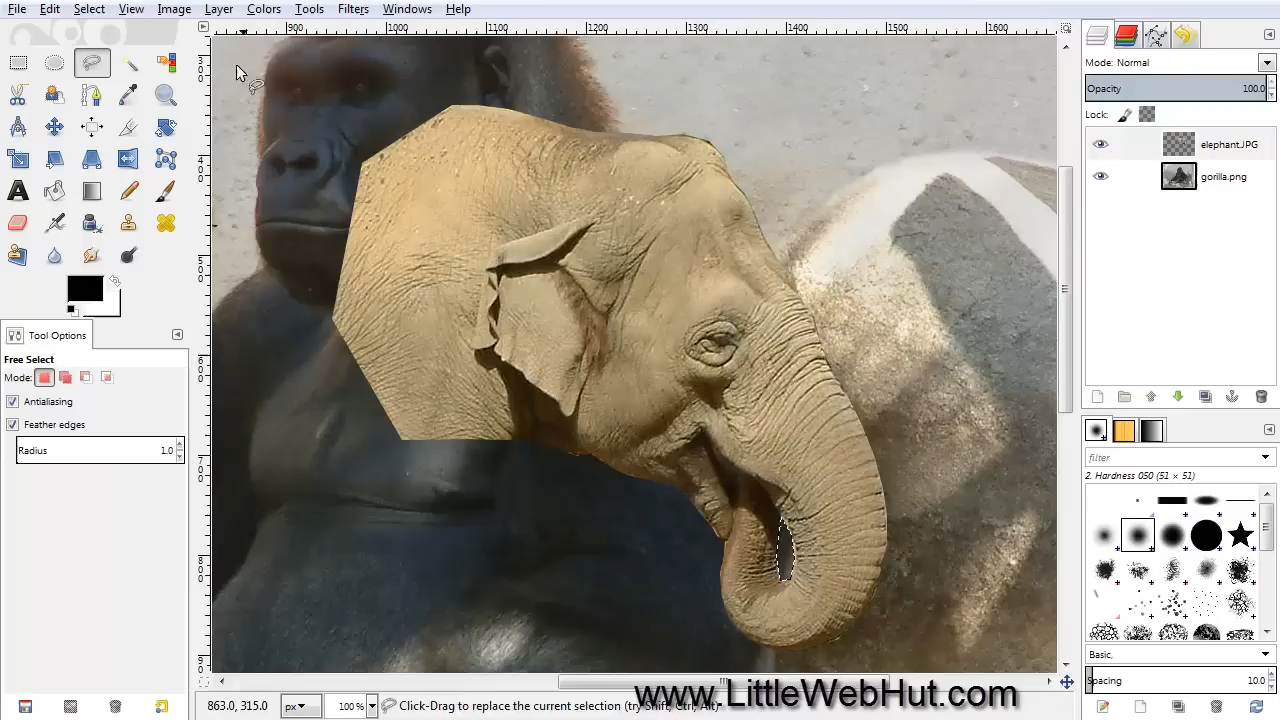 File Edit Select View Image Layer Colors Tools Filters Windows Help
900 1000 1100 1200 1300 1400 1500 1600
Mode: Normal
Opacity 100.0
Lock:
elephant.JPG
gorilla.png
Tool Options
Free Select
Mode:
Antialiasing
Feather edges
Radius 1.0
filter
2. Hardness 050 (51 × 51)
Basic,
Spacing 10.0
863.0, 315.0 px 100 % Click-Drag to replace the current selection (try Shift, Ctrl, Alt)
www.LittleWebHut.com